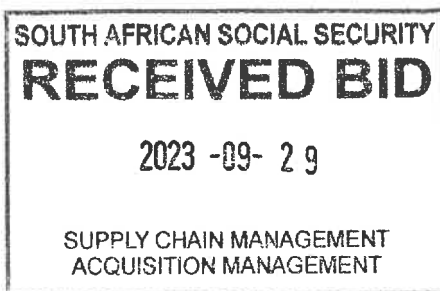 SOUTH AFRICAN SOCIAL SECURITY
RECEIVED BID
2023 -09- 29
SUPPLY CHAIN MANAGEMENT
ACQUISITION MANAGEMENT